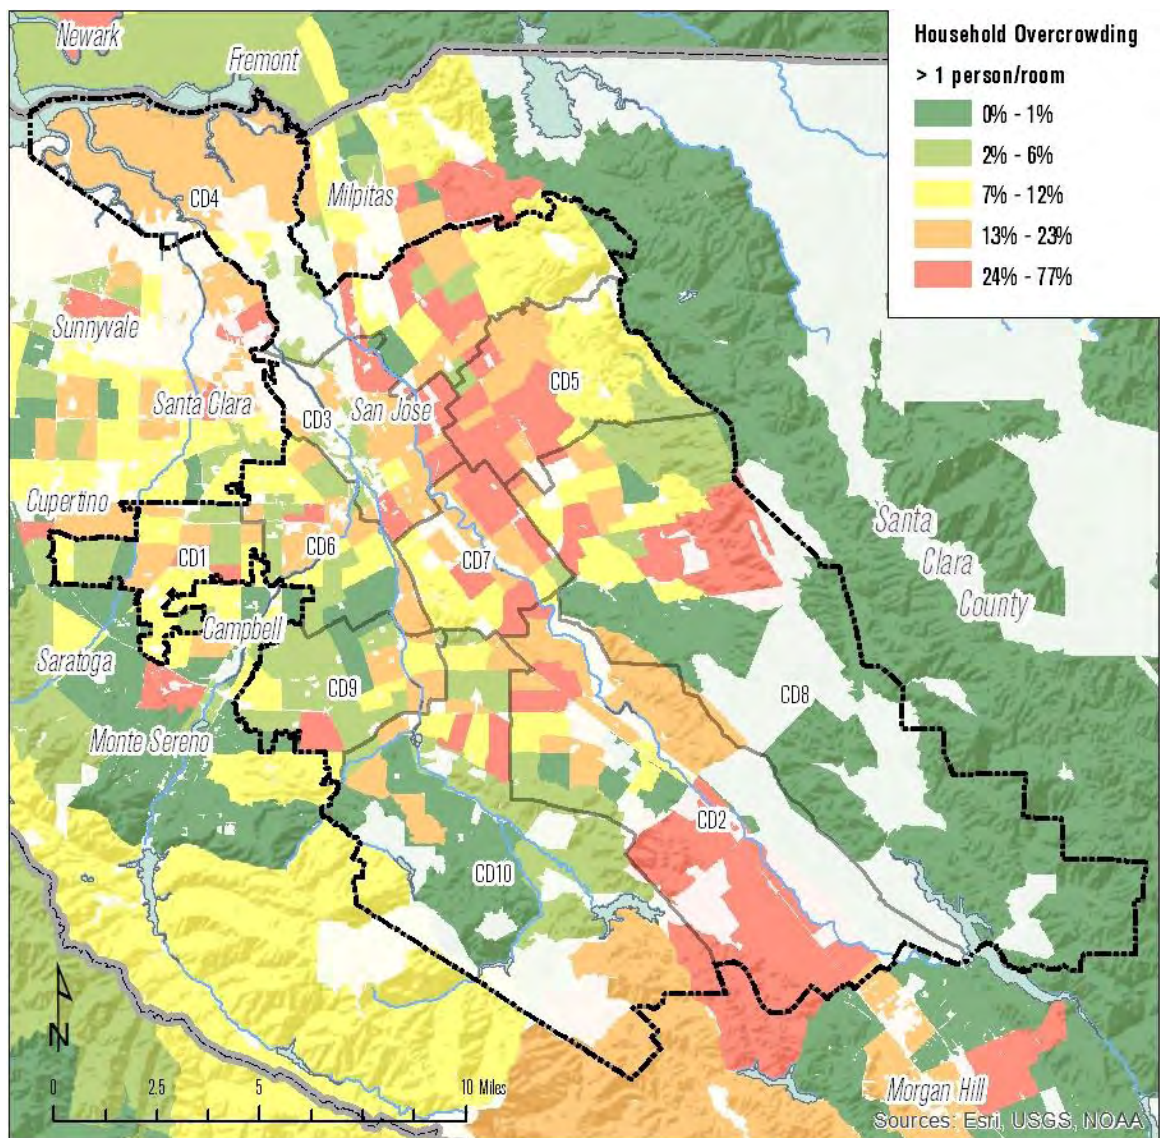 Newark
Fremont
Household Overcrowding
> 1 person/room
0% - 1%
2% - 6%
7% - 12%
13% - 23%
24% - 77%
CD4
Milpitas
Sunnyvale
Santa Clara
CD3
San Jose
CD5
Cupertino
CD1
CD6
CD7
Santa
Clara
County
Campbell
Saratoga
CD9
CD8
Monte Sereno
CD2
CD10
N
0 2.5 5 10 Miles
Morgan Hill
Sources: Esri, USGS, NOAA